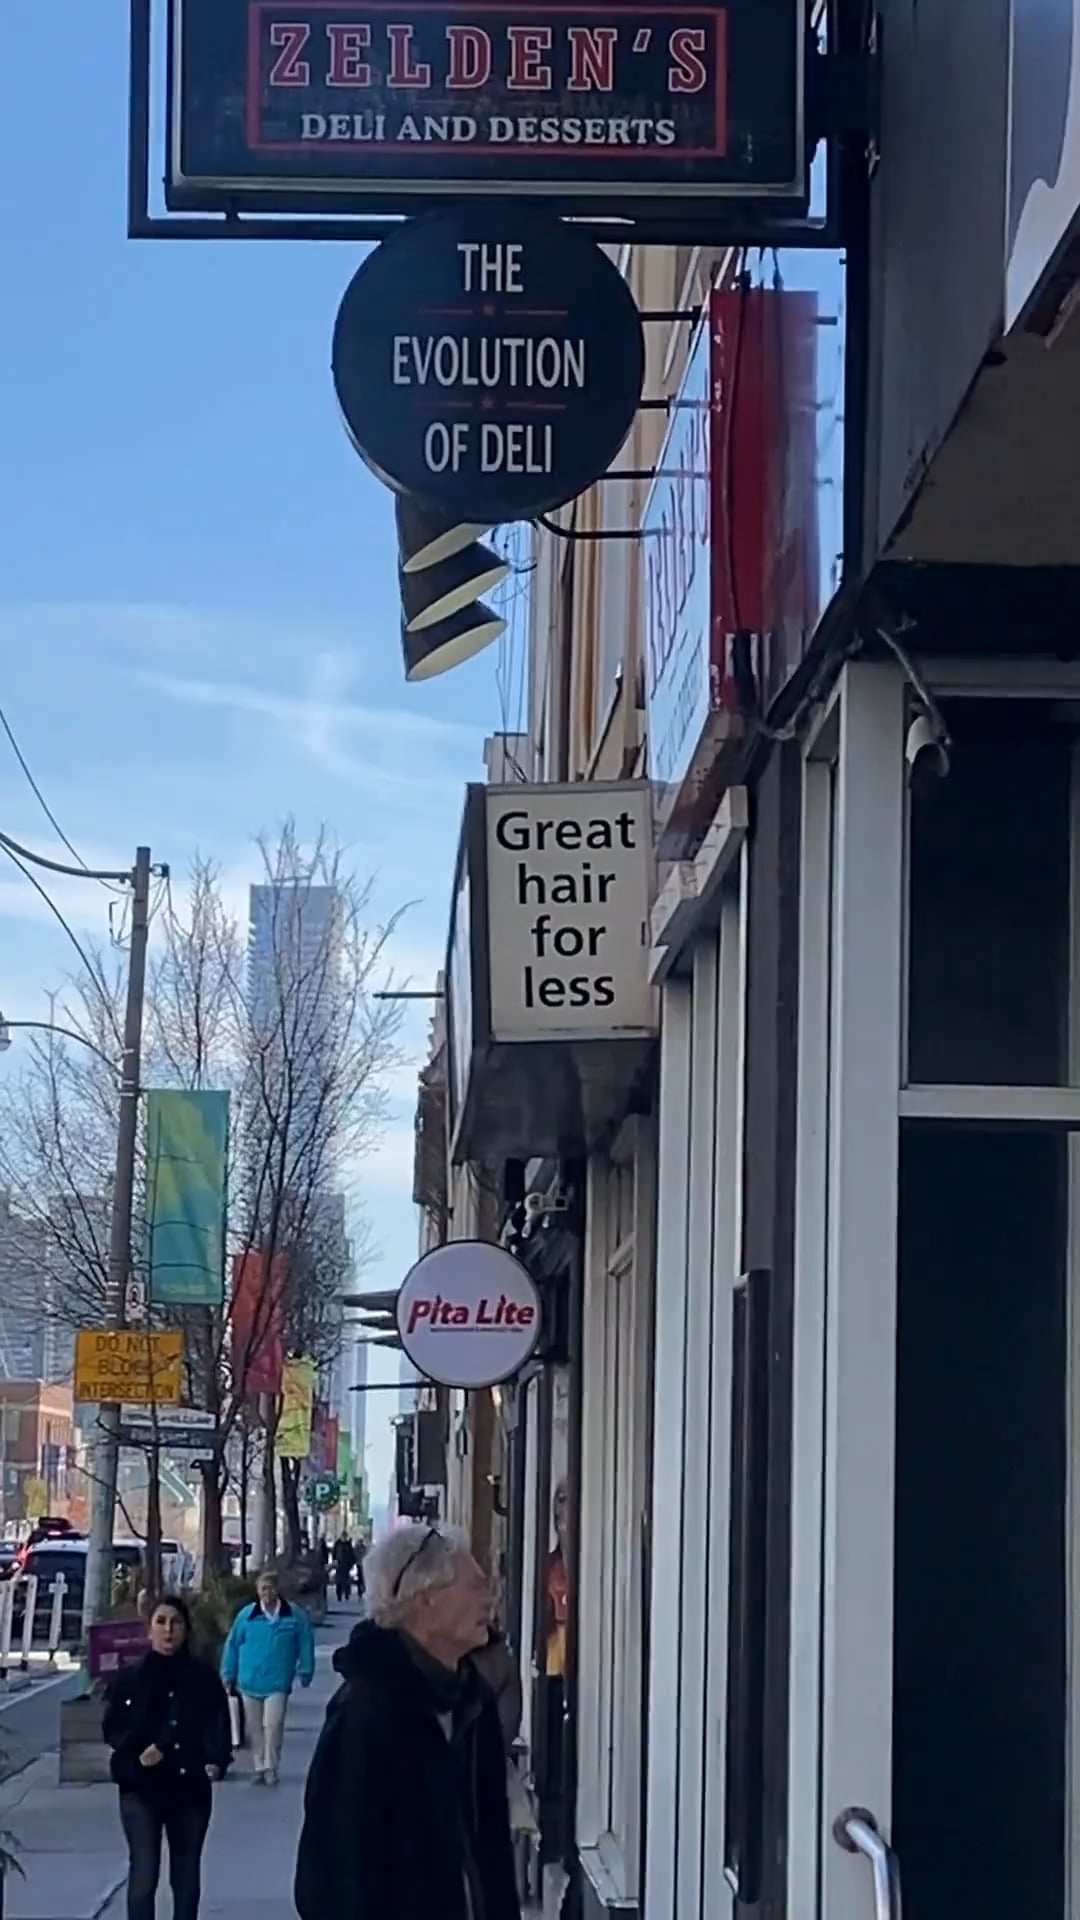 ZELDEN'S
DELI AND DESSERTS
THE
EVOLUTION
OF DELI
Great
hair
for
less
Pita Lite
DO NOT
BLOCK
INTERSECTION
P